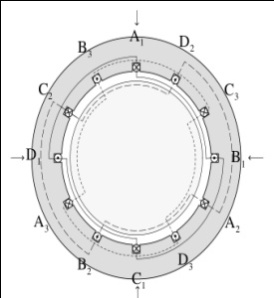 A₁
B₃ D₂
C₂ C₃
D₁ B₁
A₃ A₂
B₂ D₃
C₁